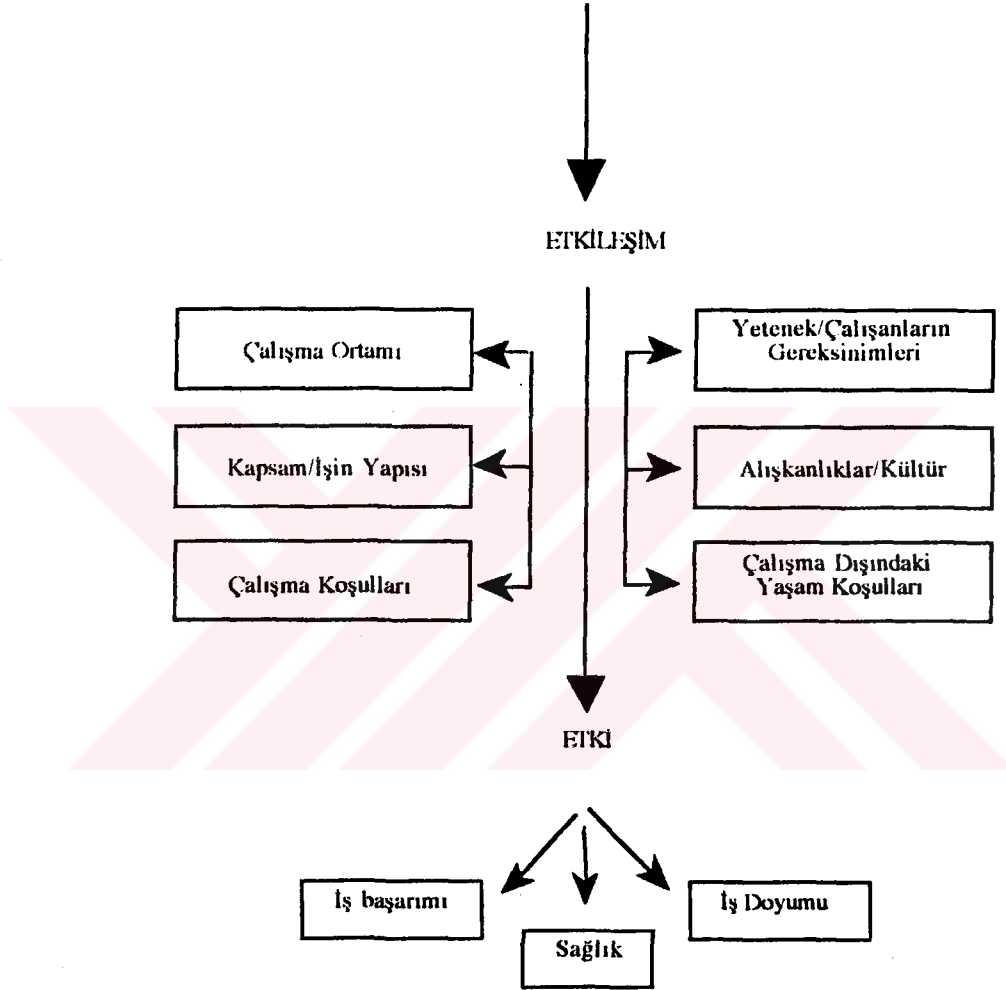 ETKİLEŞİM
Çalışma Ortamı
Yetenek/Çalışanların
Gereksinimleri
Kapsam/İşin Yapısı
Alışkanlıklar/Kültür
Çalışma Koşulları
Çalışma Dışındaki
Yaşam Koşulları
ETKİ
İş başarımı
Sağlık
İş Doyumu